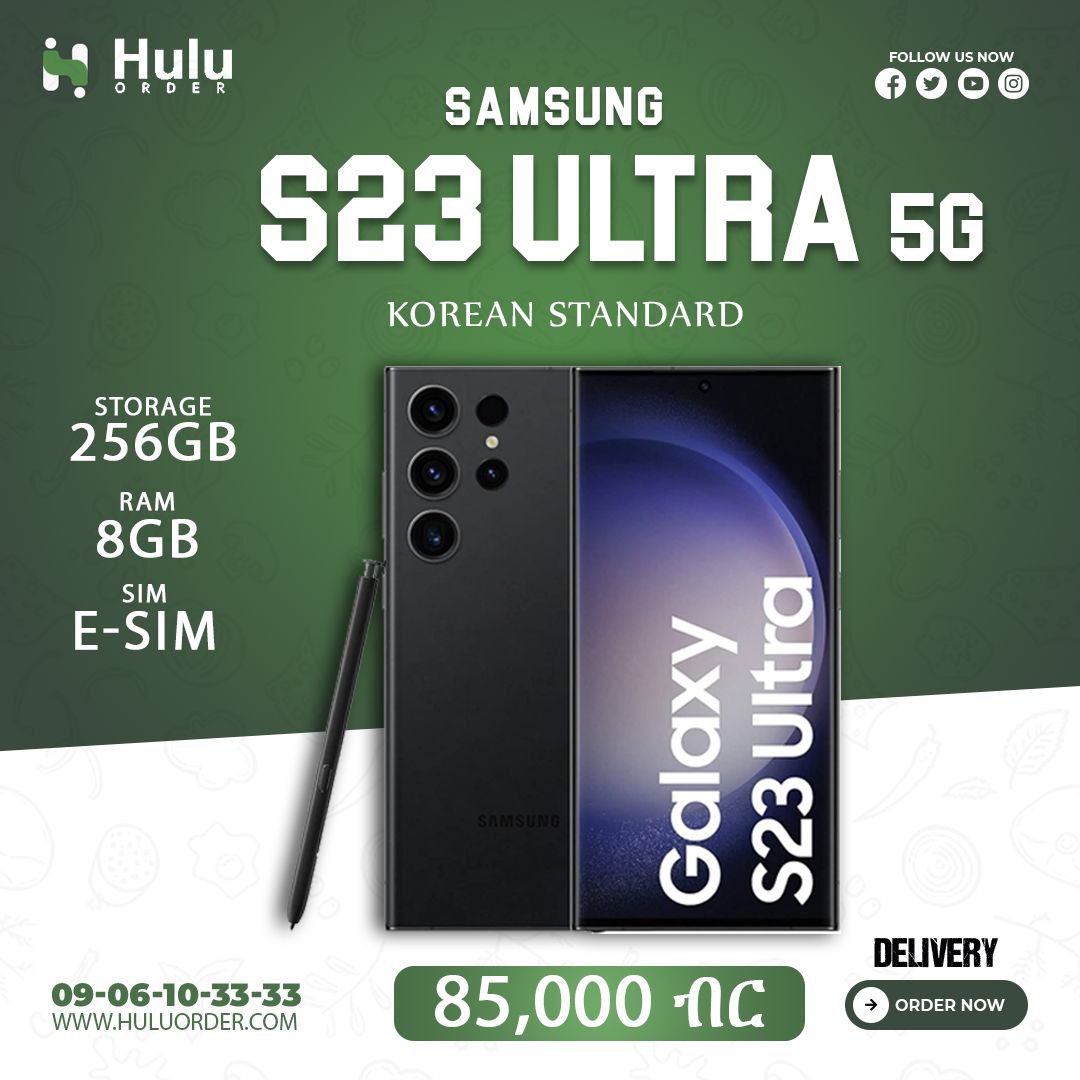 Hulu
ORDER
FOLLOW US NOW
SAMSUNG
S23 ULTRA 5G
KOREAN STANDARD
STORAGE
256GB
RAM
8GB
SIM
E-SIM
SAMSUNG
Galaxy
S23 Ultra
DELIVERY
ORDER NOW
09-06-10-33-33
WWW.HULUORDER.COM
85,000 ብር